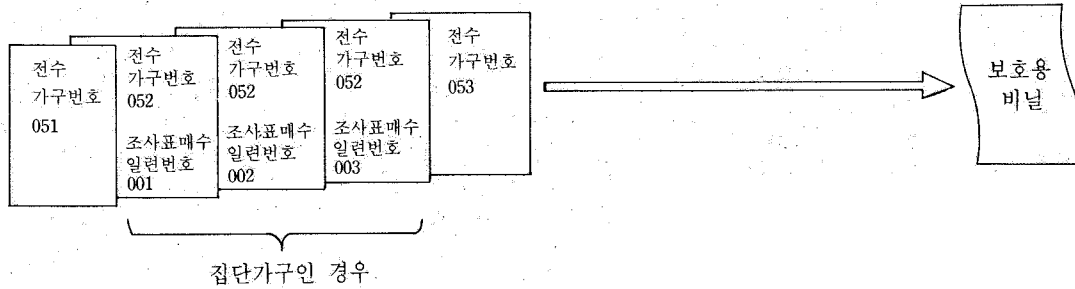 전수
가구번호
051
전수
가구번호
052
조사표매수
일련번호
001
전수
가구번호
052
조사표매수
일련번호
002
전수
가구번호
052
조사표매수
일련번호
003
전수
가구번호
053
보호용
비닐
집단가구인 경우